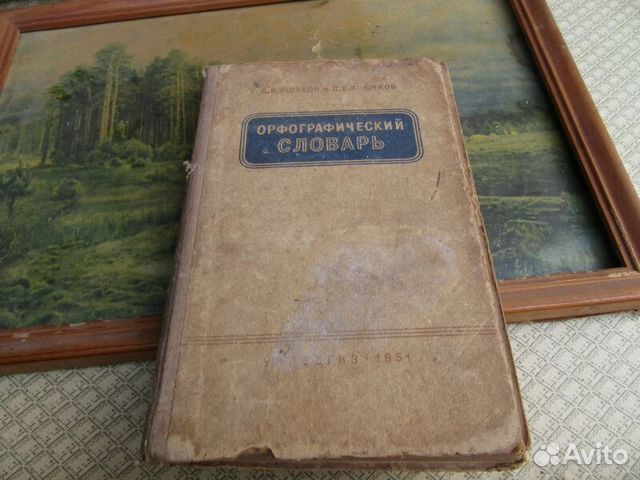 Д. Н. УШАКОВ и С. Е. КРЮЧКОВ
ОРФОГРАФИЧЕСКИЙ
СЛОВАРЬ
УЧПЕДГИЗ • 1951
Avito